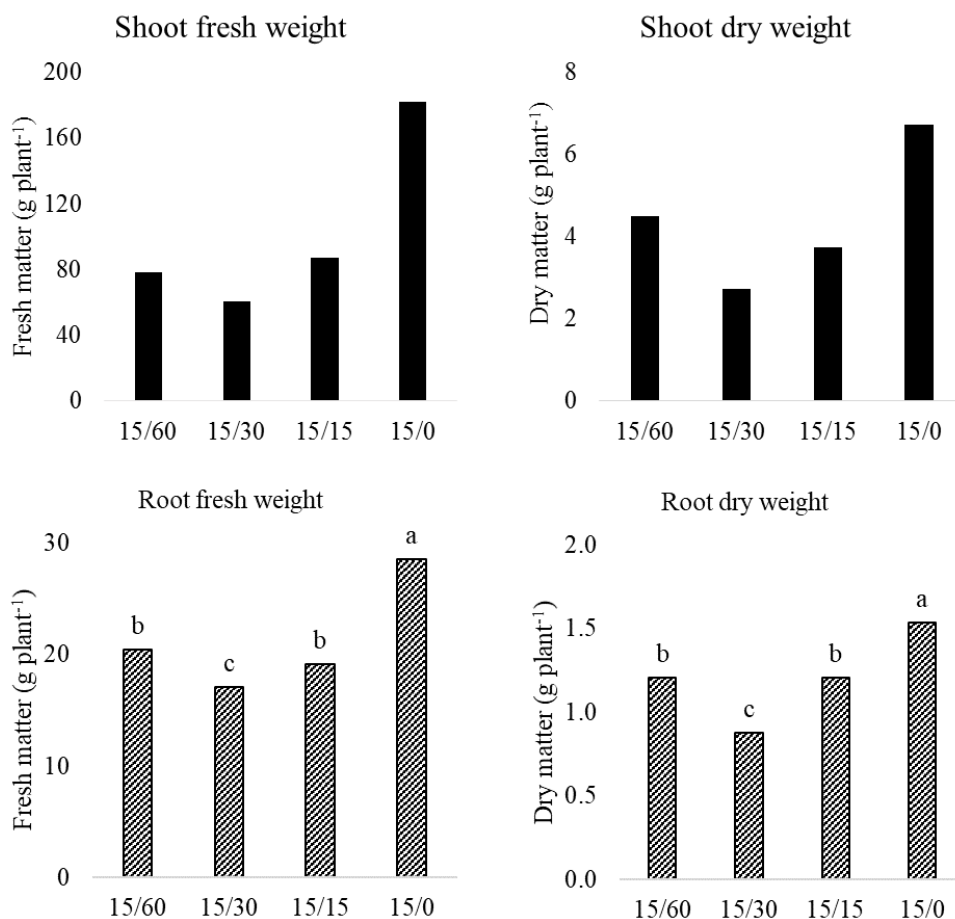 Shoot fresh weight
Fresh matter (g plant⁻¹)
200
160
120
80
40
0
15/60 15/30 15/15 15/0
Shoot dry weight
Dry matter (g plant⁻¹)
8
6
4
2
0
15/60 15/30 15/15 15/0
Root fresh weight
Fresh matter (g plant⁻¹)
30
20
10
0
b c b a
15/60 15/30 15/15 15/0
Root dry weight
Dry matter (g plant⁻¹)
2.0
1.5
1.0
0.5
0.0
b c b a
15/60 15/30 15/15 15/0